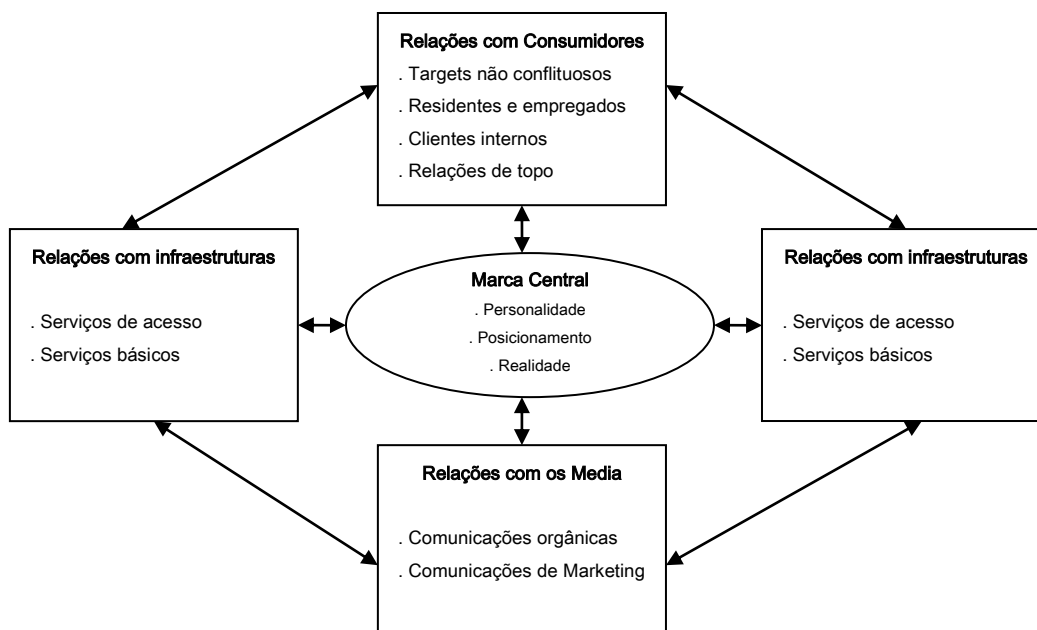 Relações com Consumidores
. Targets não conflituosos
. Residentes e empregados
. Clientes internos
. Relações de topo
Relações com infraestruturas
. Serviços de acesso
. Serviços básicos
Marca Central
. Personalidade
. Posicionamento
. Realidade
Relações com infraestruturas
. Serviços de acesso
. Serviços básicos
Relações com os Media
. Comunicações orgânicas
. Comunicações de Marketing